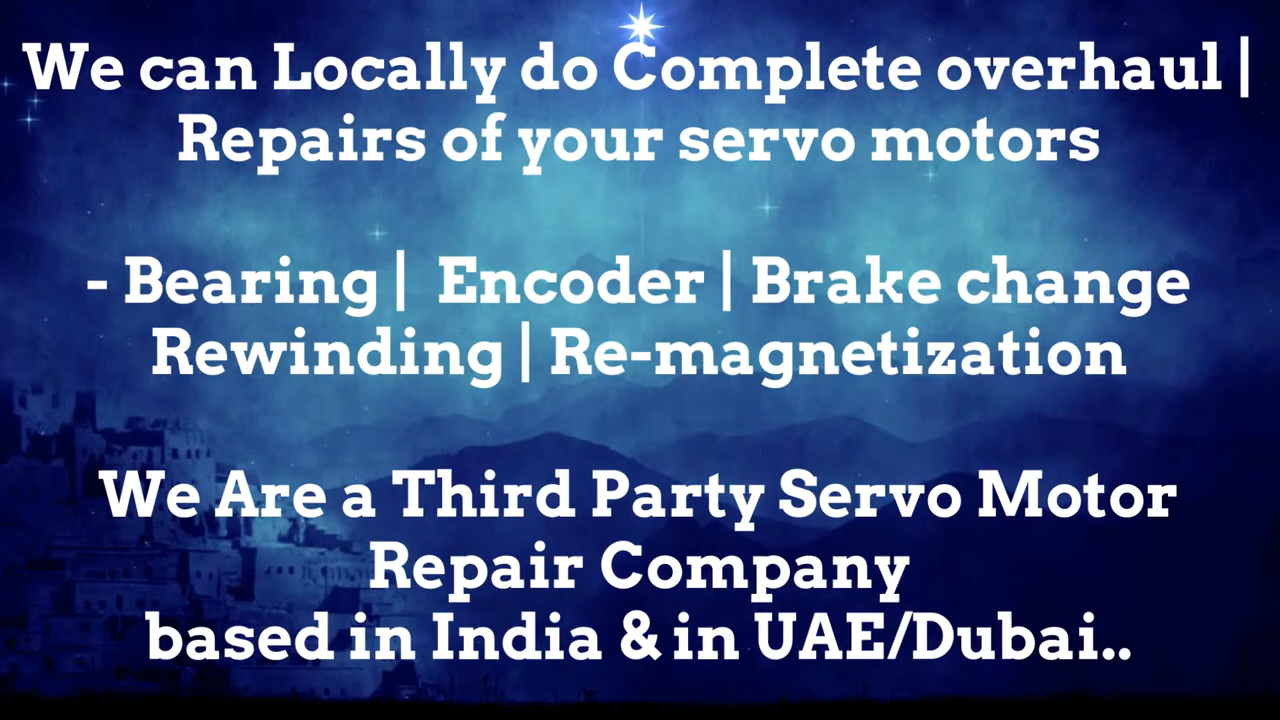 We can Locally do Complete overhaul |
Repairs of your servo motors
- Bearing | Encoder | Brake change
Rewinding | Re-magnetization
We Are a Third Party Servo Motor
Repair Company
based in India & in UAE/Dubai..